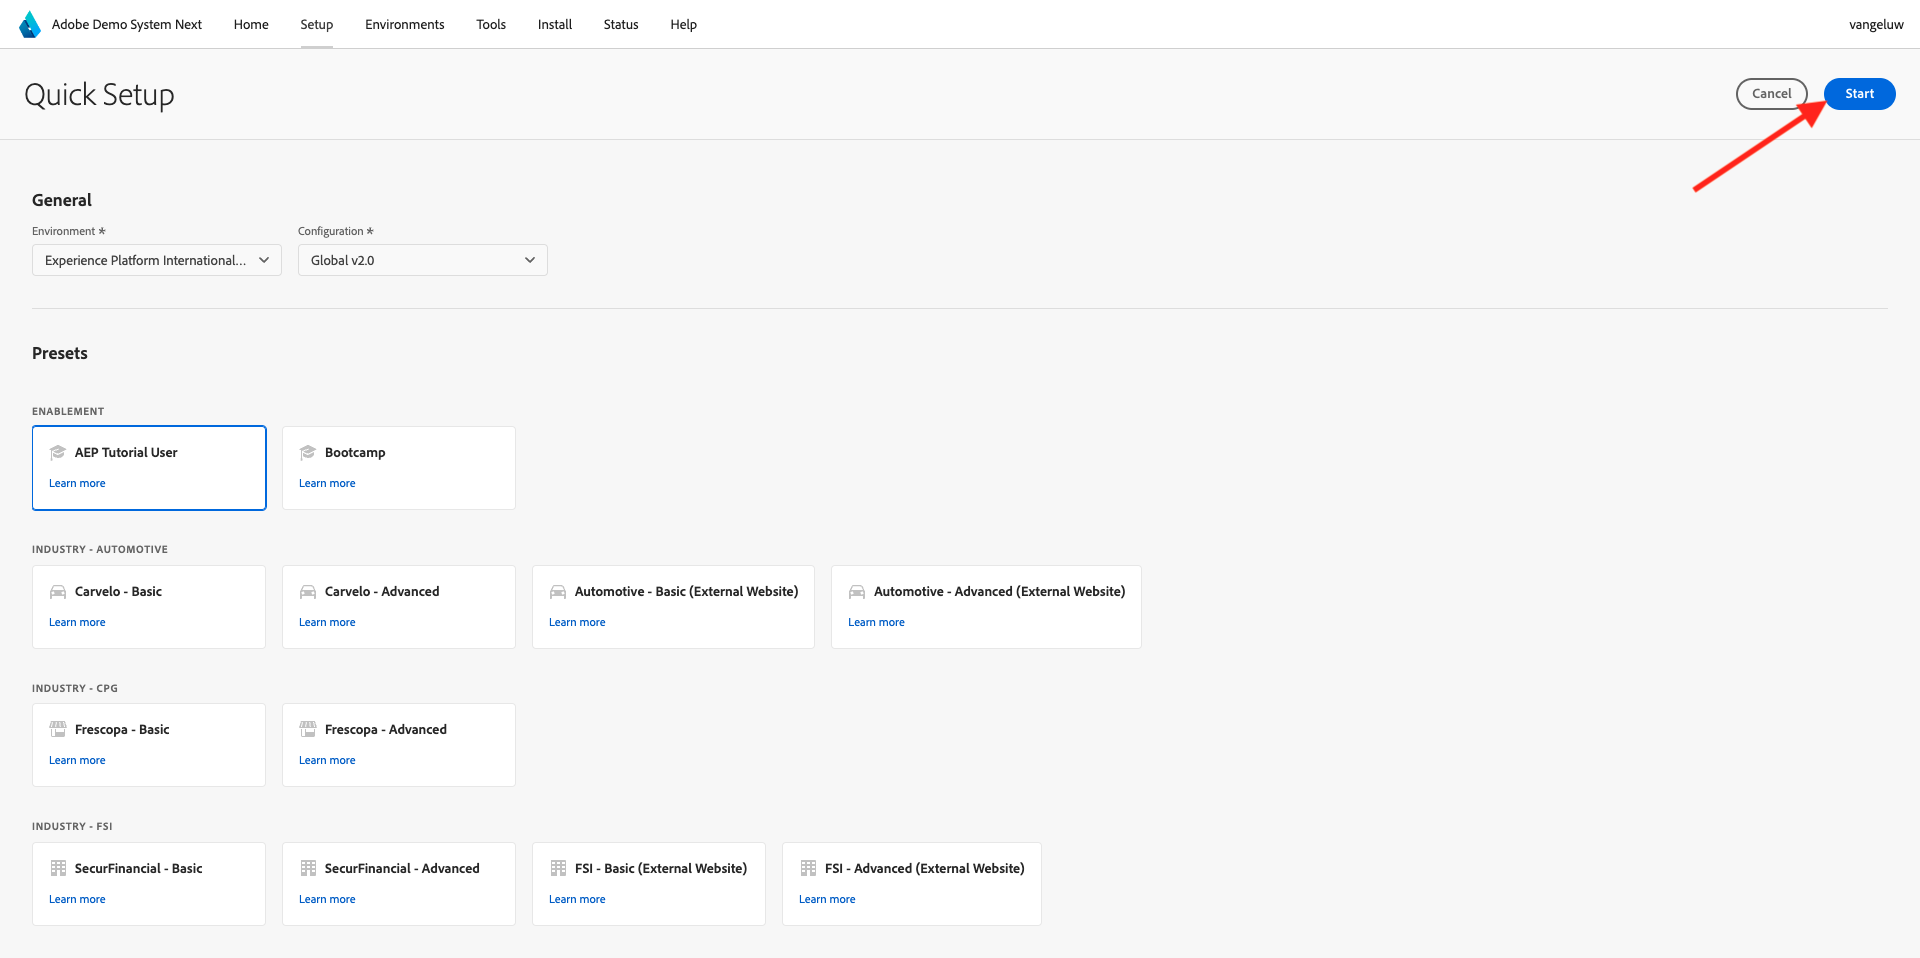 Adobe Demo System Next Home Setup Environments Tools Install Status Help vangeluw
Quick Setup Cancel Start
General
Environment * Configuration *
Experience Platform International... Global v2.0
Presets
ENABLEMENT
AEP Tutorial User Bootcamp
Learn more Learn more
INDUSTRY - AUTOMOTIVE
Carvelo - Basic Carvelo - Advanced Automotive - Basic (External Website) Automotive - Advanced (External Website)
Learn more Learn more Learn more Learn more
INDUSTRY - CPG
Frescopa - Basic Frescopa - Advanced
Learn more Learn more
INDUSTRY - FSI
SecurFinancial - Basic SecurFinancial - Advanced FSI - Basic (External Website) FSI - Advanced (External Website)
Learn more Learn more Learn more Learn more